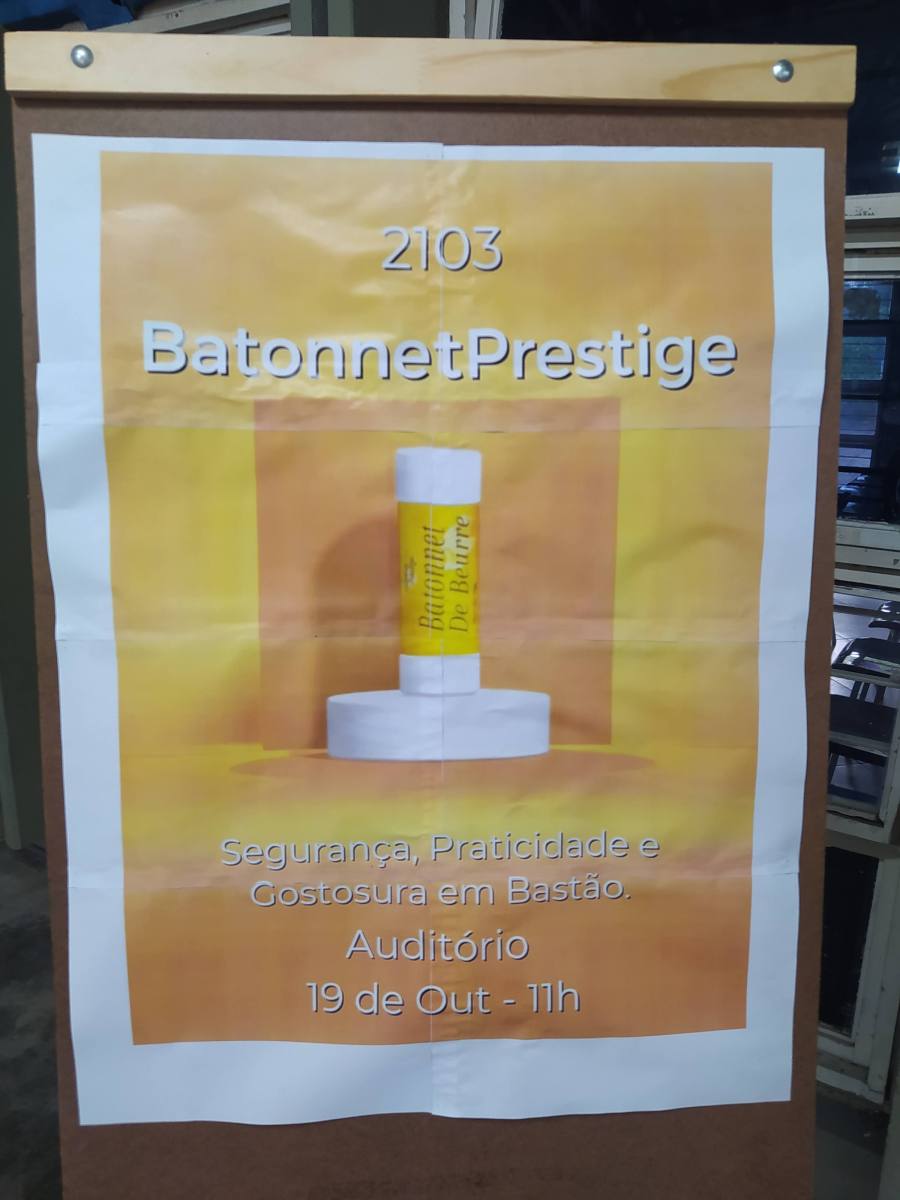 2103
BatonnetPrestige
Batonnet
De Beurre
Segurança, Praticidade e
Gostosura em Bastão.
Auditório
19 de Out - 11h